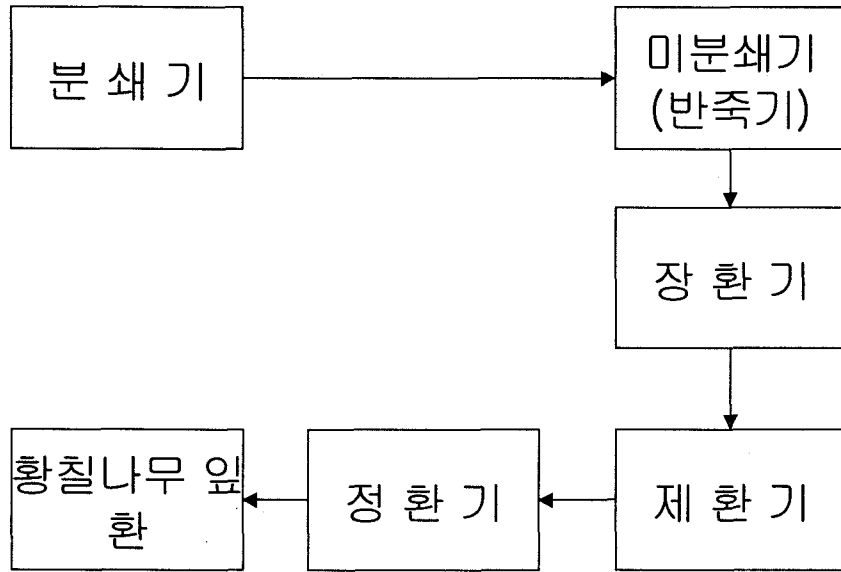 분 쇄 기
미분쇄기
(반죽기)
장 환 기
제 환 기
정 환 기
황칠나무 잎
환